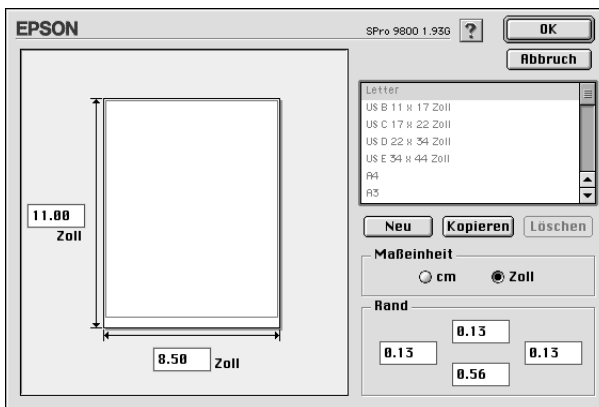 EPSON
SPro 9800 1.93G
?
OK
Abbruch
Letter
US B 11 x 17 Zoll
US C 17 x 22 Zoll
US D 22 x 34 Zoll
US E 34 x 44 Zoll
A4
A3
11.00
Zoll
8.50 Zoll
Neu Kopieren Löschen
Maßeinheit
cm Zoll
Rand
0.13
0.13 0.13
0.56